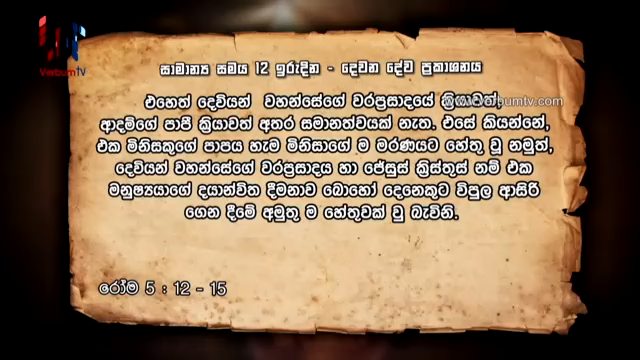 VerbumTV
සාමාන්‍ය සමය 12 ඉරුදින - දෙවන දේව ප්‍රකාශනය
එහෙත් දෙවියන් වහන්සේගේ වරප්‍රසාදයේ ක්‍රියාවත්,
ආදම්ගේ පාපී ක්‍රියාවත් අතර සමානත්වයක් නැත. එසේ කියන්නේ,
එක මිනිසකුගේ පාපය හැම මිනිසාගේ ම මරණයට හේතු වූ නමුත්,
දෙවියන් වහන්සේගේ වරප්‍රසාදය හා ජේසුස් ක්‍රිස්තුස් නම් එක
මනුෂ්‍යයාගේ දයාන්විත දීමනාව බොහෝ දෙනෙකුට විපුල ආසිරි
ගෙන දීමේ අමුතු ම හේතුවක් වූ බැවිනි.
රෝම 5 : 12 - 15